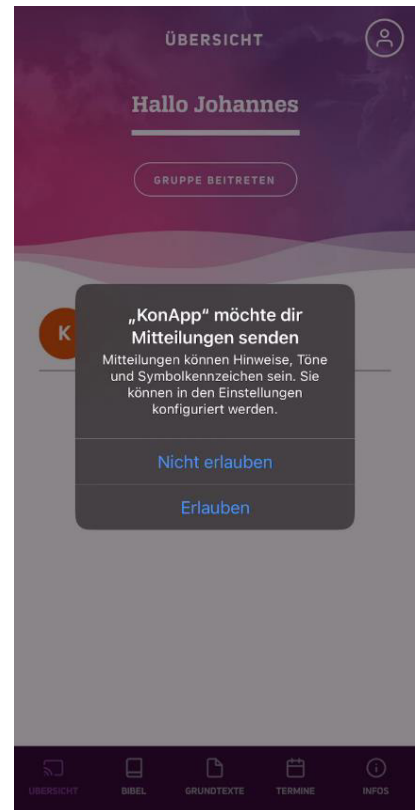 ÜBERSICHT
Hallo Johannes
GRUPPE BEITRETEN
K
„KonApp“ möchte dir
Mitteilungen senden
Mitteilungen können Hinweise, Töne
und Symbolkennzeichen sein. Sie
können in den Einstellungen
konfiguriert werden.
Nicht erlauben
Erlauben
ÜBERSICHT BIBEL GRUNDTEXTE TERMINE INFOS